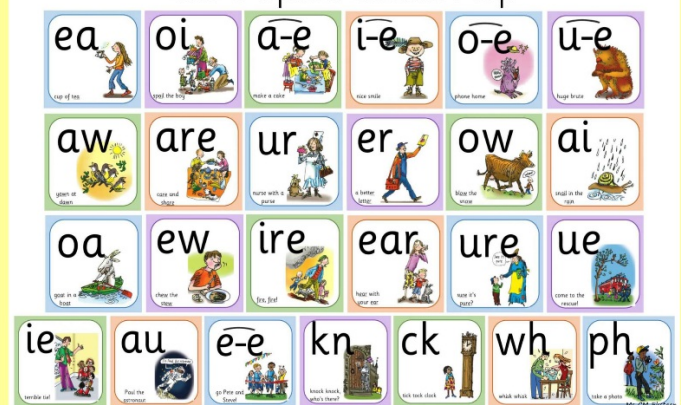 ea oi a-e i-e o-e u-e
cup of tea spoil the boy make a cake nice smile phone home huge brute
aw are ur er ow ai
yawn at dawn care and share nurse with a purse a better letter snail in the rain
oa ew ire ear ure ue
goat in a boat chew the stew fire, fire! hear with your ear sure it's pure? come to the rescue!
ie au e-e kn ck wh ph
terrible tie! Paul the astronaut go Pete and Steve! knock knock, who's there? tick tock clock whisk whisk take a photo